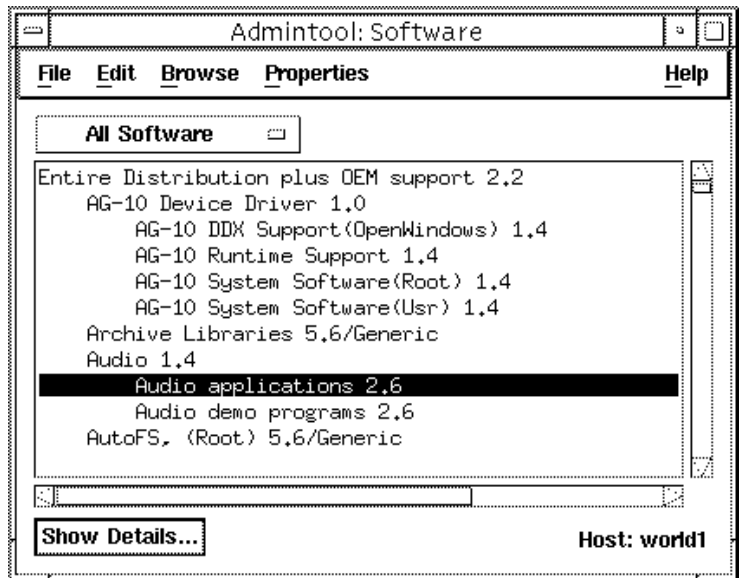 Admintool: Software
File Edit Browse Properties Help
All Software
Entire Distribution plus OEM support 2.2
AG-10 Device Driver 1.0
AG-10 DDX Support(OpenWindows) 1.4
AG-10 Runtime Support 1.4
AG-10 System Software(Root) 1.4
AG-10 System Software(Usr) 1.4
Archive Libraries 5.6/Generic
Audio 1.4
Audio applications 2.6
Audio demo programs 2.6
AutoFS, (Root) 5.6/Generic
Show Details...
Host: world1